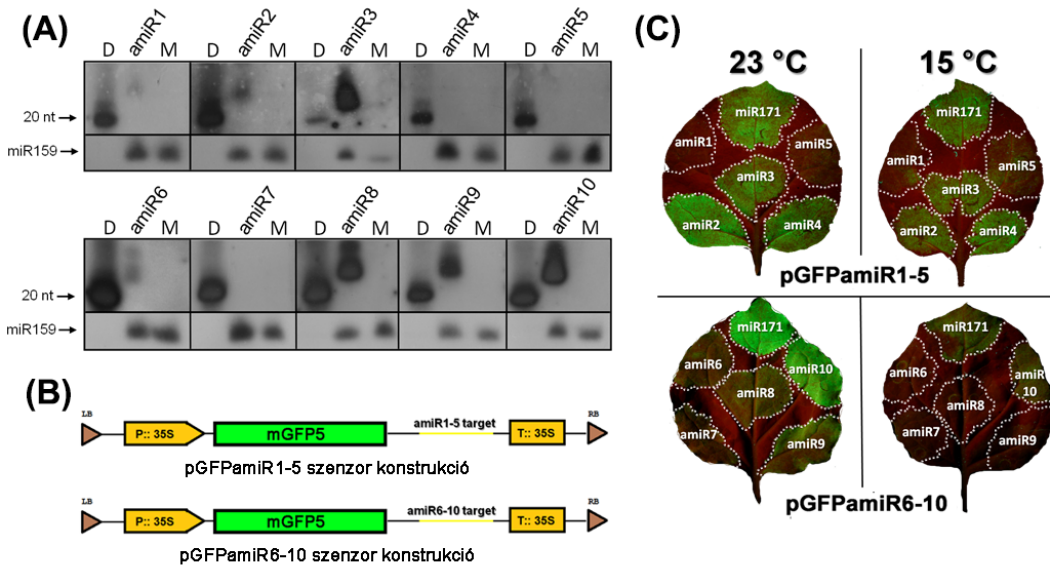 (A)
D amiR1 M D amiR2 M D amiR3 M D amiR4 M D amiR5 M
20 nt
miR159
D amiR6 M D amiR7 M D amiR8 M D amiR9 M D amiR10 M
20 nt
miR159
(B)
LB P:: 35S mGFP5 amiR1-5 target T:: 35S RB
pGFPamiR1-5 szenzor konstrukció
LB P:: 35S mGFP5 amiR6-10 target T:: 35S RB
pGFPamiR6-10 szenzor konstrukció
(C)
23 °C 15 °C
miR171
amiR1
amiR5
amiR3
amiR2
amiR4
miR171
amiR1
amiR5
amiR3
amiR2
amiR4
pGFPamiR1-5
miR171
amiR6
amiR10
amiR8
amiR7
amiR9
miR171
amiR6
amiR
10
amiR8
amiR7
amiR9
pGFPamiR6-10